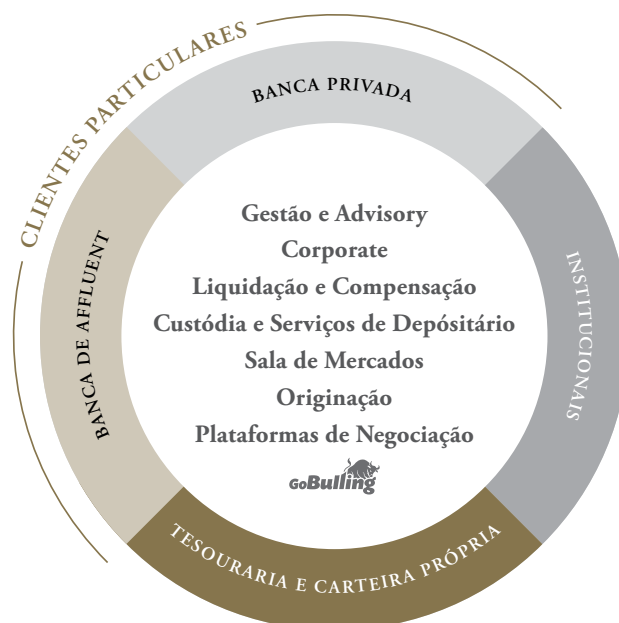 CLIENTES PARTICULARES
BANCA PRIVADA
BANCA DE AFFLUENT
INSTITUCIONAIS
Gestão e Advisory
Corporate
Liquidação e Compensação
Custódia e Serviços de Depósitário
Sala de Mercados
Originação
Plataformas de Negociação
GoBulling
TESOURARIA E CARTEIRA PRÓPRIA